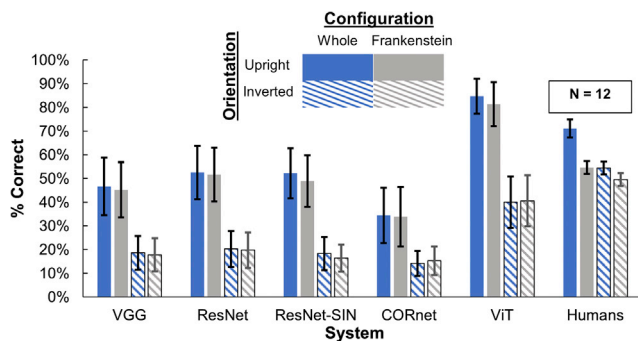 Configuration
Whole Frankenstein
Orientation
Upright
Inverted
N = 12
% Correct
100%
90%
80%
70%
60%
50%
40%
30%
20%
10%
0%
VGG ResNet ResNet-SIN CORnet ViT Humans
System